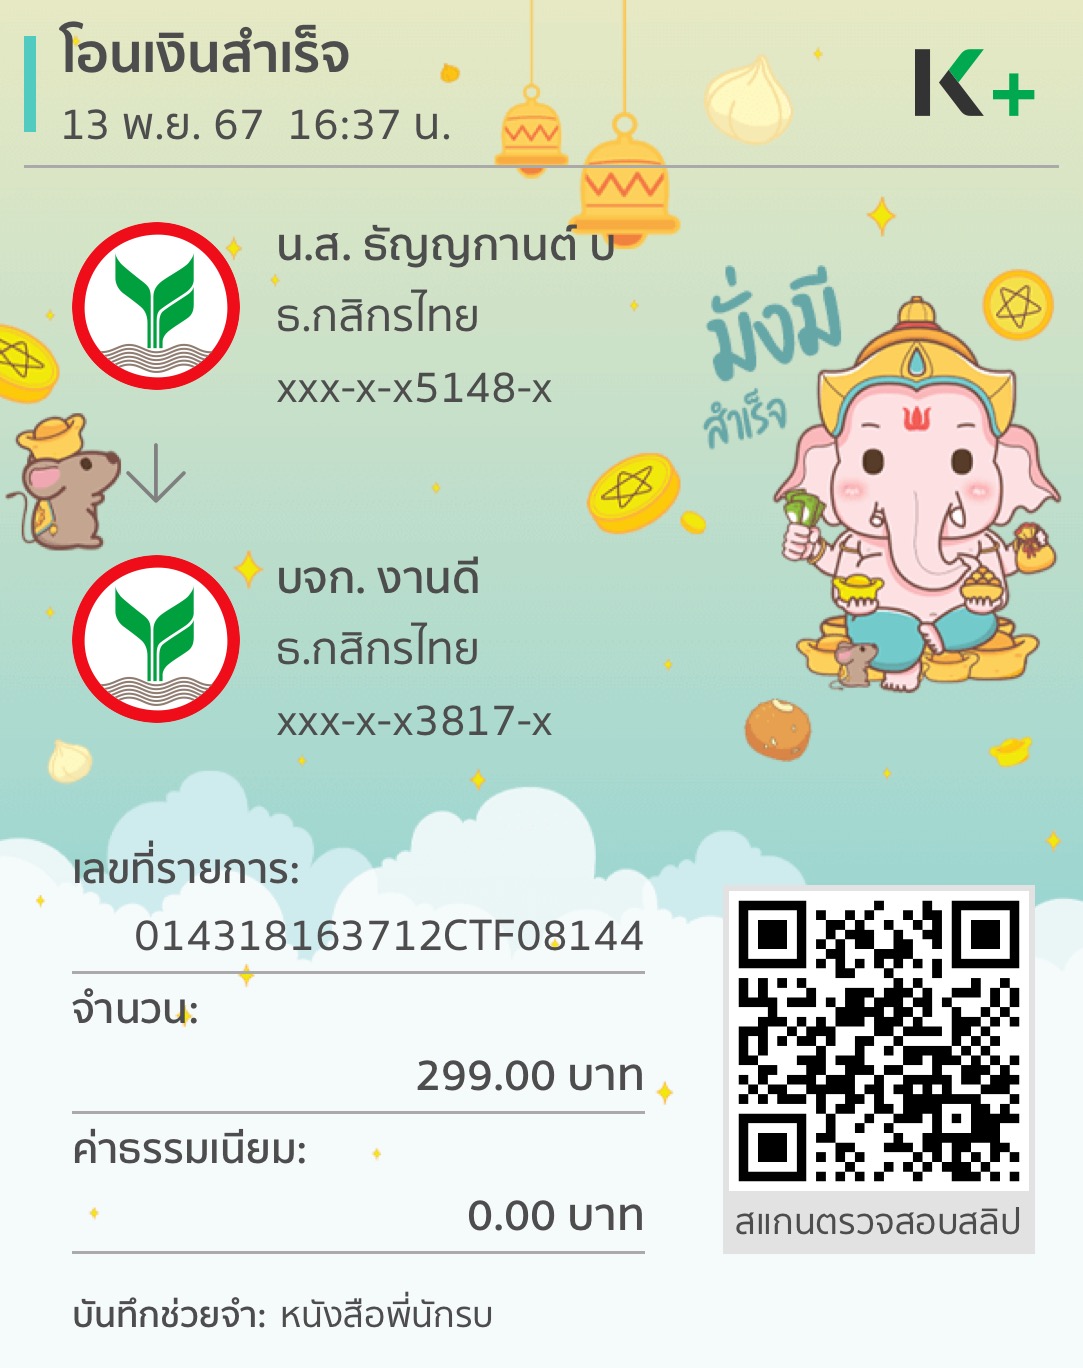 โอนเงินสำเร็จ
13 พ.ย. 67 16:37 น.
K+
น.ส. ธัญญกานต์ ป
ธ.กสิกรไทย
xxx-x-x5148-x
มั่งมี
สำเร็จ
บจก. งานดี
ธ.กสิกรไทย
xxx-x-x3817-x
เลขที่รายการ:
014318163712CTF08144
จำนวน:
299.00 บาท
ค่าธรรมเนียม:
0.00 บาท
สแกนตรวจสอบสลิป
บันทึกช่วยจำ: หนังสือพี่นักรบ